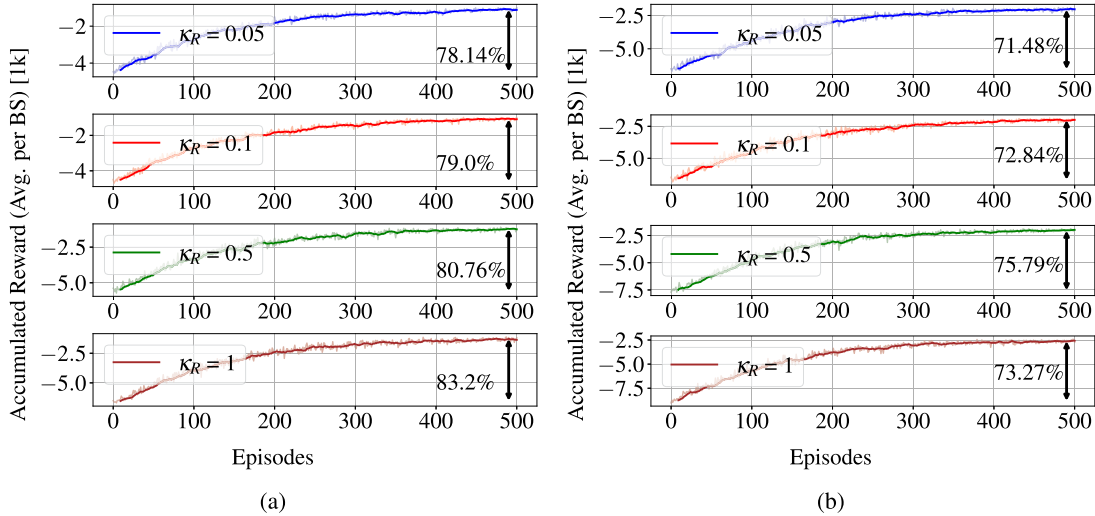 Accumulated Reward (Avg. per BS) [1k]
−2
−4
κR = 0.05
78.14%
0 100 200 300 400 500
−2
−4
κR = 0.1
79.0%
0 100 200 300 400 500
−2.5
−5.0
κR = 0.5
80.76%
0 100 200 300 400 500
−2.5
−5.0
κR = 1
83.2%
0 100 200 300 400 500
Episodes
(a)
Accumulated Reward (Avg. per BS) [1k]
−2.5
−5.0
κR = 0.05
71.48%
0 100 200 300 400 500
−2.5
−5.0
κR = 0.1
72.84%
0 100 200 300 400 500
−2.5
−5.0
−7.5
κR = 0.5
75.79%
0 100 200 300 400 500
−2.5
−5.0
−7.5
κR = 1
73.27%
0 100 200 300 400 500
Episodes
(b)